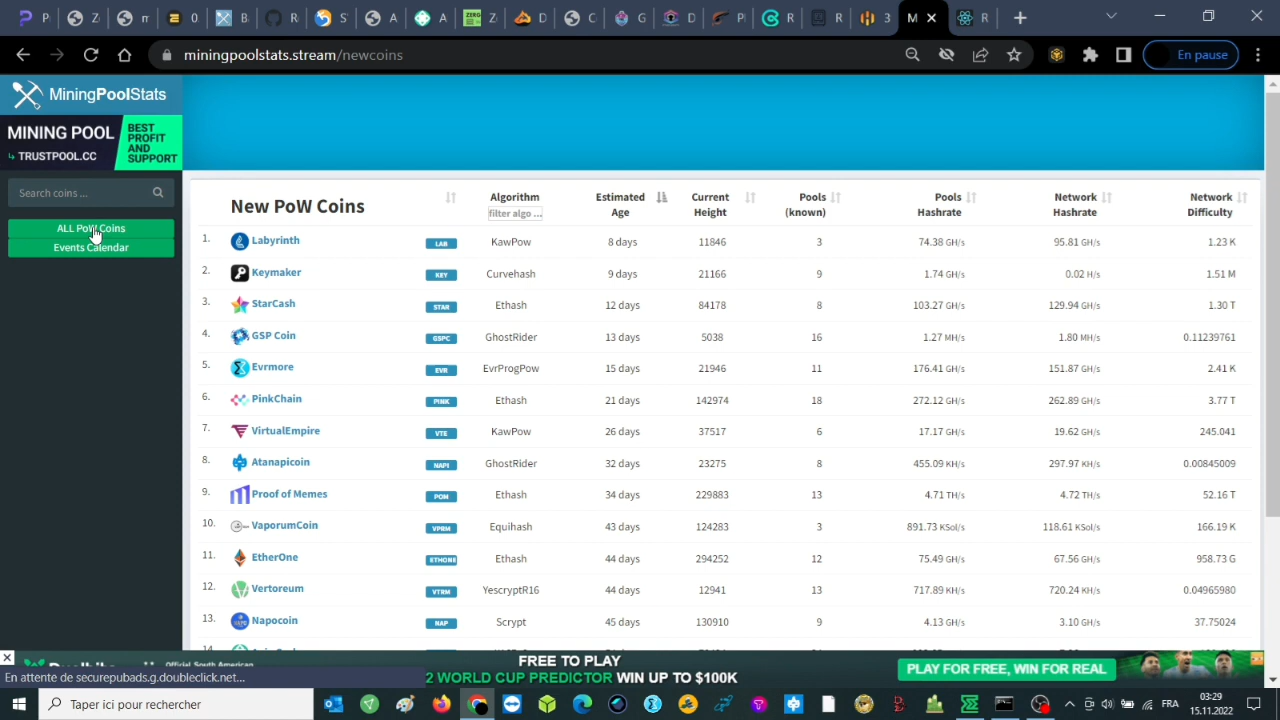 P
Z
m
0
B
R
S
A
A
Z
D
C
G
D
P
R
R
3
M
R
miningpoolstats.stream/newcoins
En pause
MiningPoolStats
MINING POOL
TRUSTPOOL.CC
BEST
PROFIT
AND
SUPPORT
Search coins ...
ALL PoW Coins
Events Calendar
New PoW Coins
Algorithm
filter algo ...
Estimated
Age
Current
Height
Pools
(known)
Pools
Hashrate
Network
Hashrate
Network
Difficulty
1. Labyrinth LAB KawPow 8 days 11846 3 74.38 GH/s 95.81 GH/s 1.23 K
2. Keymaker KEY Curvehash 9 days 21166 9 1.74 GH/s 0.02 H/s 1.51 M
3. StarCash STAR Ethash 12 days 84178 8 103.27 GH/s 129.94 GH/s 1.30 T
4. GSP Coin GSPC GhostRider 13 days 5038 16 1.27 MH/s 1.80 MH/s 0.11239761
5. Evrmore EVR EvrProgPow 15 days 21946 11 176.41 GH/s 151.87 GH/s 2.41 K
6. PinkChain PINK Ethash 21 days 142974 18 272.12 GH/s 262.89 GH/s 3.77 T
7. VirtualEmpire VTE KawPow 26 days 37517 6 17.17 GH/s 19.62 GH/s 245.041
8. Atanapicoin NAPI GhostRider 32 days 23275 8 455.09 KH/s 297.97 KH/s 0.00845009
9. Proof of Memes POM Ethash 34 days 229883 13 4.71 TH/s 4.72 TH/s 52.16 T
10. VaporumCoin VPRM Equihash 43 days 124283 3 891.73 KSol/s 118.61 KSol/s 166.19 K
11. EtherOne ETHONE Ethash 44 days 294252 12 75.49 GH/s 67.56 GH/s 958.73 G
12. Vertoreum VTRM YescryptR16 44 days 12941 13 717.89 KH/s 720.24 KH/s 0.04965980
13. Napocoin NAP Scrypt 45 days 130910 9 4.13 GH/s 3.10 GH/s 37.75024
14.
Official South American
FREE TO PLAY
2 WORLD CUP PREDICTOR WIN UP TO $100K
PLAY FOR FREE, WIN FOR REAL
En attente de securepubads.g.doubleclick.net...
Taper ici pour rechercher
FRA
03:29
15.11.2022